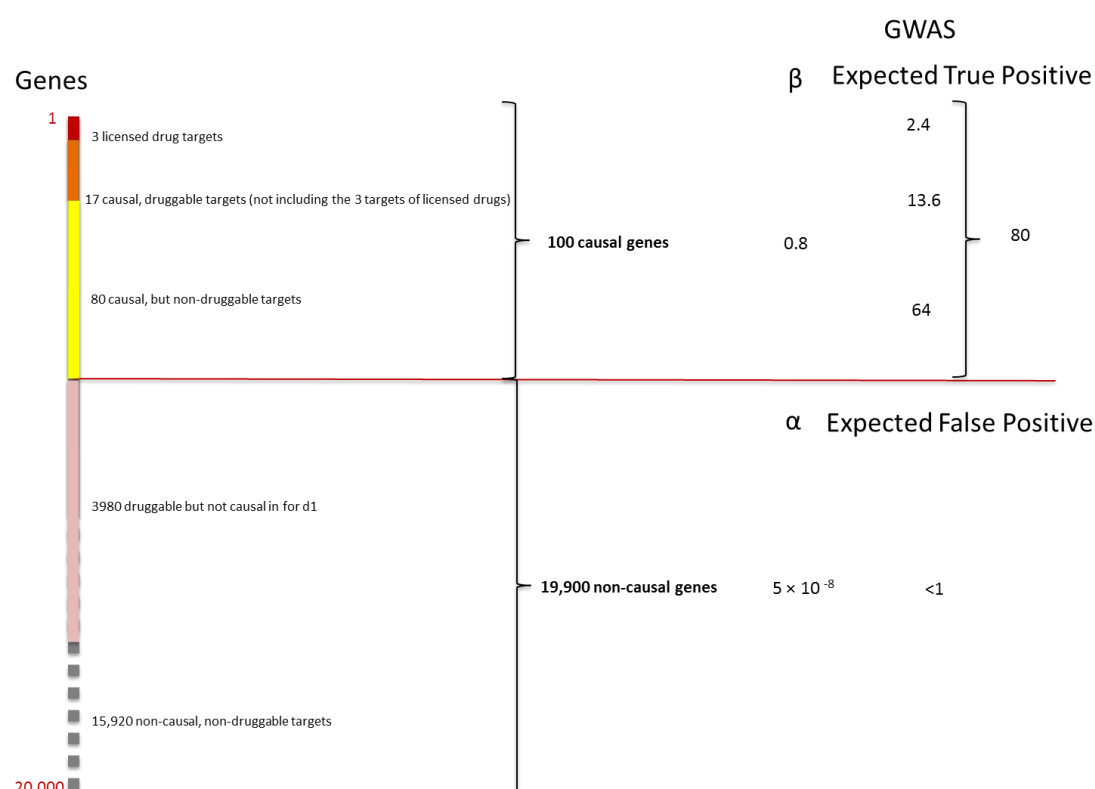 GWAS
Genes
β Expected True Positive
1
2.4
3 licensed drug targets
17 causal, druggable targets (not including the 3 targets of licensed drugs)
13.6
100 causal genes
0.8
80
80 causal, but non-druggable targets
64
α Expected False Positive
3980 druggable but not causal in for d1
19,900 non-causal genes
5 × 10 -8
<1
15,920 non-causal, non-druggable targets
20,000